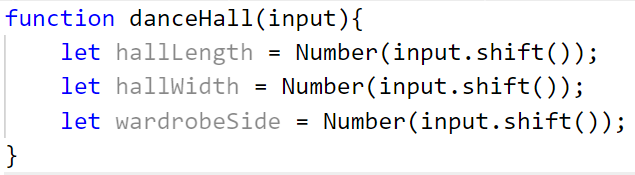 function danceHall(input){
    let hallLength = Number(input.shift());
    let hallWidth = Number(input.shift());
    let wardrobeSide = Number(input.shift());
}